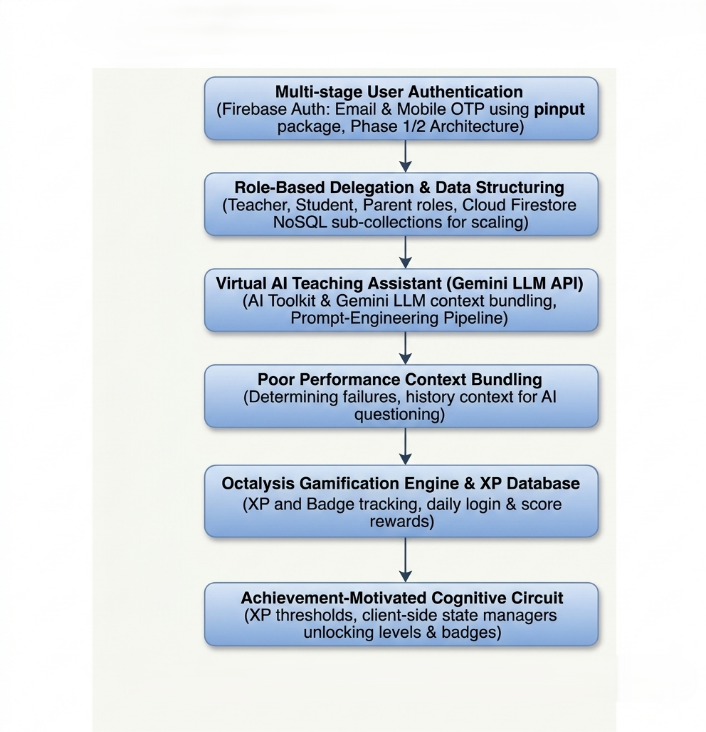 Multi-stage User Authentication
(Firebase Auth: Email & Mobile OTP using pinput
package, Phase 1/2 Architecture)
Role-Based Delegation & Data Structuring
(Teacher, Student, Parent roles, Cloud Firestore
NoSQL sub-collections for scaling)
Virtual AI Teaching Assistant (Gemini LLM API)
(AI Toolkit & Gemini LLM context bundling,
Prompt-Engineering Pipeline)
Poor Performance Context Bundling
(Determining failures, history context for AI
questioning)
Octalysis Gamification Engine & XP Database
(XP and Badge tracking, daily login & score
rewards)
Achievement-Motivated Cognitive Circuit
(XP thresholds, client-side state managers
unlocking levels & badges)